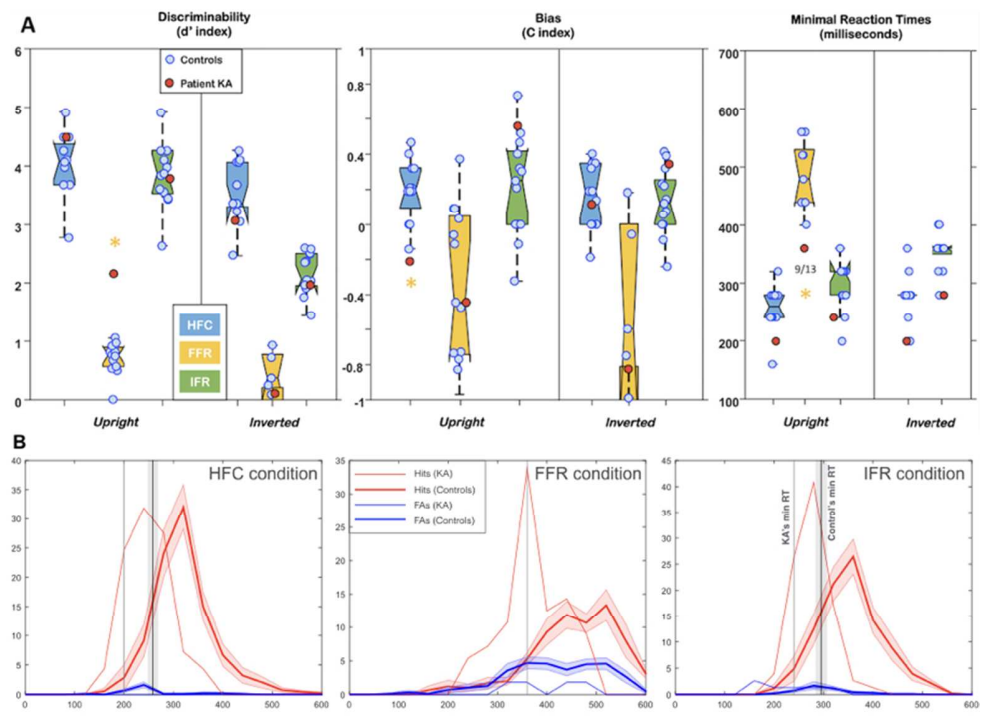 A
Discriminability
(d' index)
Bias
(C index)
Minimal Reaction Times
(milliseconds)
6
5
4
3
2
1
0
Controls
Patient KA
*
HFC
FFR
IFR
Upright
Inverted
1
0.8
0.4
0
-0.4
-0.8
-1
*
Upright
Inverted
700
600
500
400
300
200
100
9/13
*
Upright
Inverted
B
HFC condition
40
35
30
25
20
15
10
5
0
0 100 200 300 400 500 600
FFR condition
Hits (KA)
Hits (Controls)
FAs (KA)
FAs (Controls)
35
30
25
20
15
10
5
0
0 100 200 300 400 500 600
IFR condition
KA's min RT
Control's min RT
45
40
35
30
25
20
15
10
5
0
0 100 200 300 400 500 600